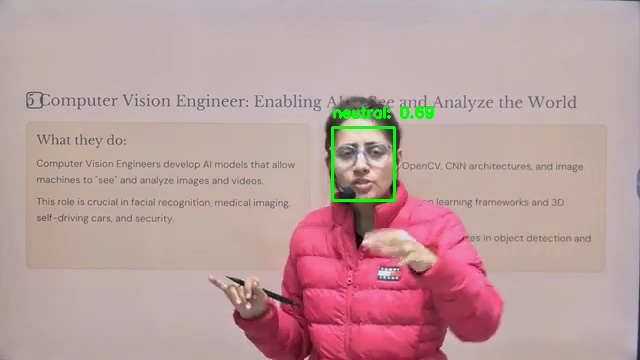 5 Computer Vision Engineer: Enabling AI See and Analyze the World
neutral: 0.69
What they do:
Computer Vision Engineers develop AI models that allow
machines to "see" and analyze images and videos.
This role is crucial in facial recognition, medical imaging,
self-driving cars, and security.
OpenCV, CNN architectures, and image
learning frameworks and 3D
in object detection and